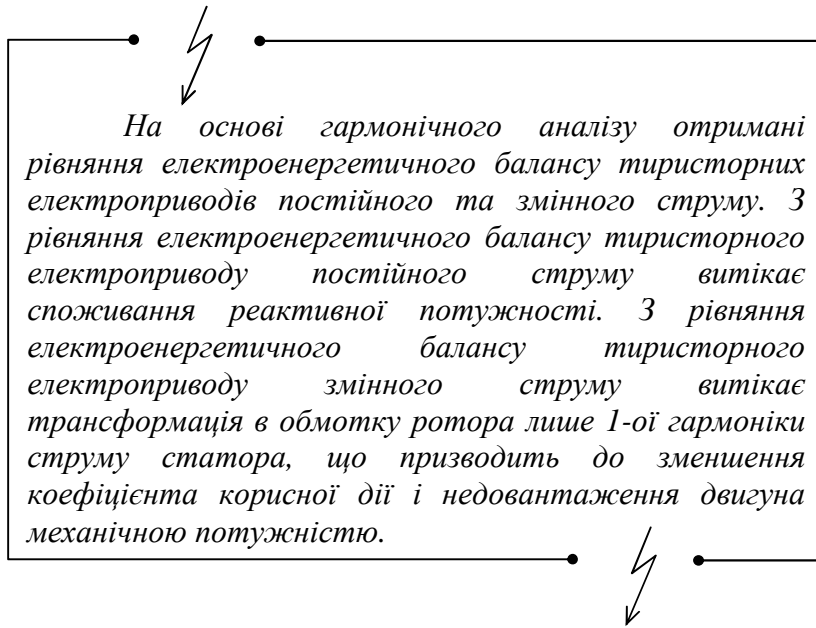 На основі гармонічного аналізу отримані
рівняння електроенергетичного балансу тиристорних
електроприводів постійного та змінного струму. З
рівняння електроенергетичного балансу тиристорного
електроприводу постійного струму витікає
споживання реактивної потужності. З рівняння
електроенергетичного балансу тиристорного
електроприводу змінного струму витікає
трансформація в обмотку ротора лише 1-ої гармоніки
струму статора, що призводить до зменшення
коефіцієнта корисної дії і недовантаження двигуна
механічною потужністю.